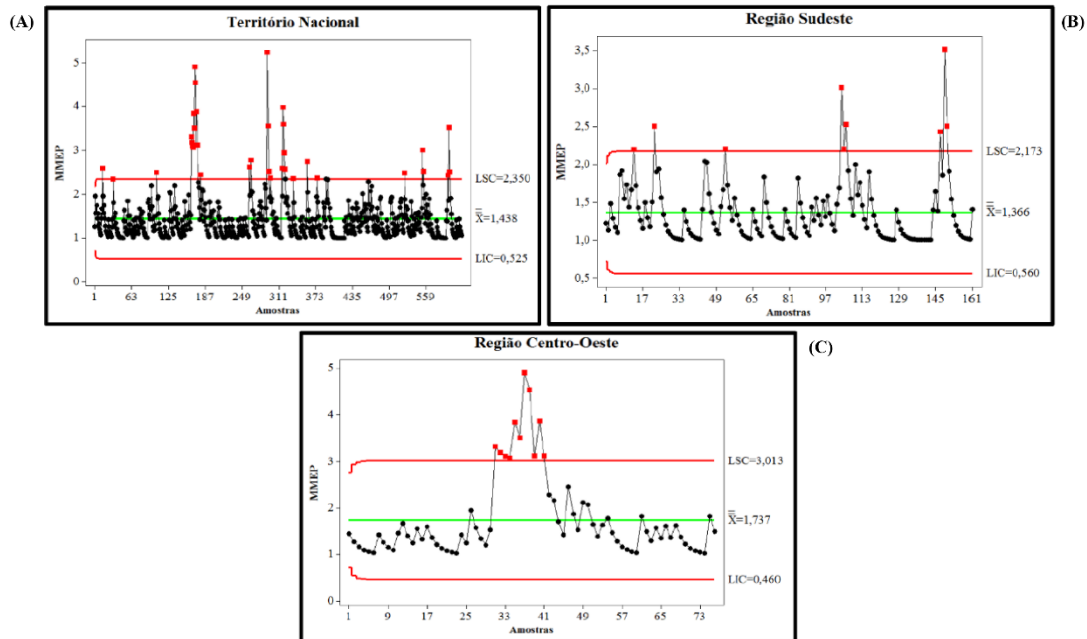 (A)
Território Nacional
MMEP
5
4
3
2
1
0
LSC=2,350
X̿=1,438
LIC=0,525
1 63 125 187 249 311 373 435 497 559
Amostras
(B)
Região Sudeste
MMEP
3,5
3,0
2,5
2,0
1,5
1,0
0,5
LSC=2,173
X̿=1,366
LIC=0,560
1 17 33 49 65 81 97 113 129 145 161
Amostras
(C)
Região Centro-Oeste
MMEP
5
4
3
2
1
0
LSC=3,013
X̿=1,737
LIC=0,460
1 9 17 25 33 41 49 57 65 73
Amostras